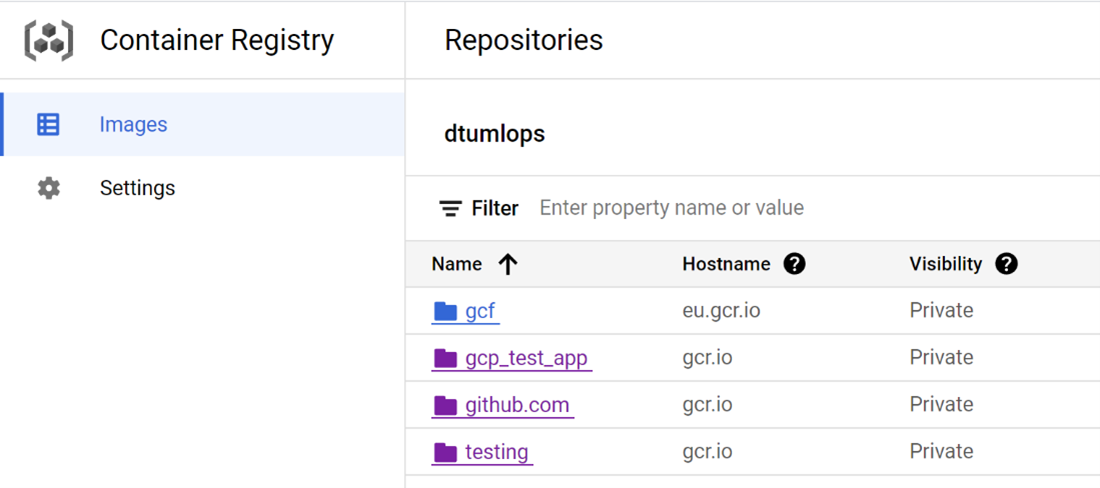 Container Registry
Repositories
Images
Settings
dtumlops
Filter Enter property name or value
Name Hostname ? Visibility ?
gcf eu.gcr.io Private
gcp_test_app gcr.io Private
github.com gcr.io Private
testing gcr.io Private